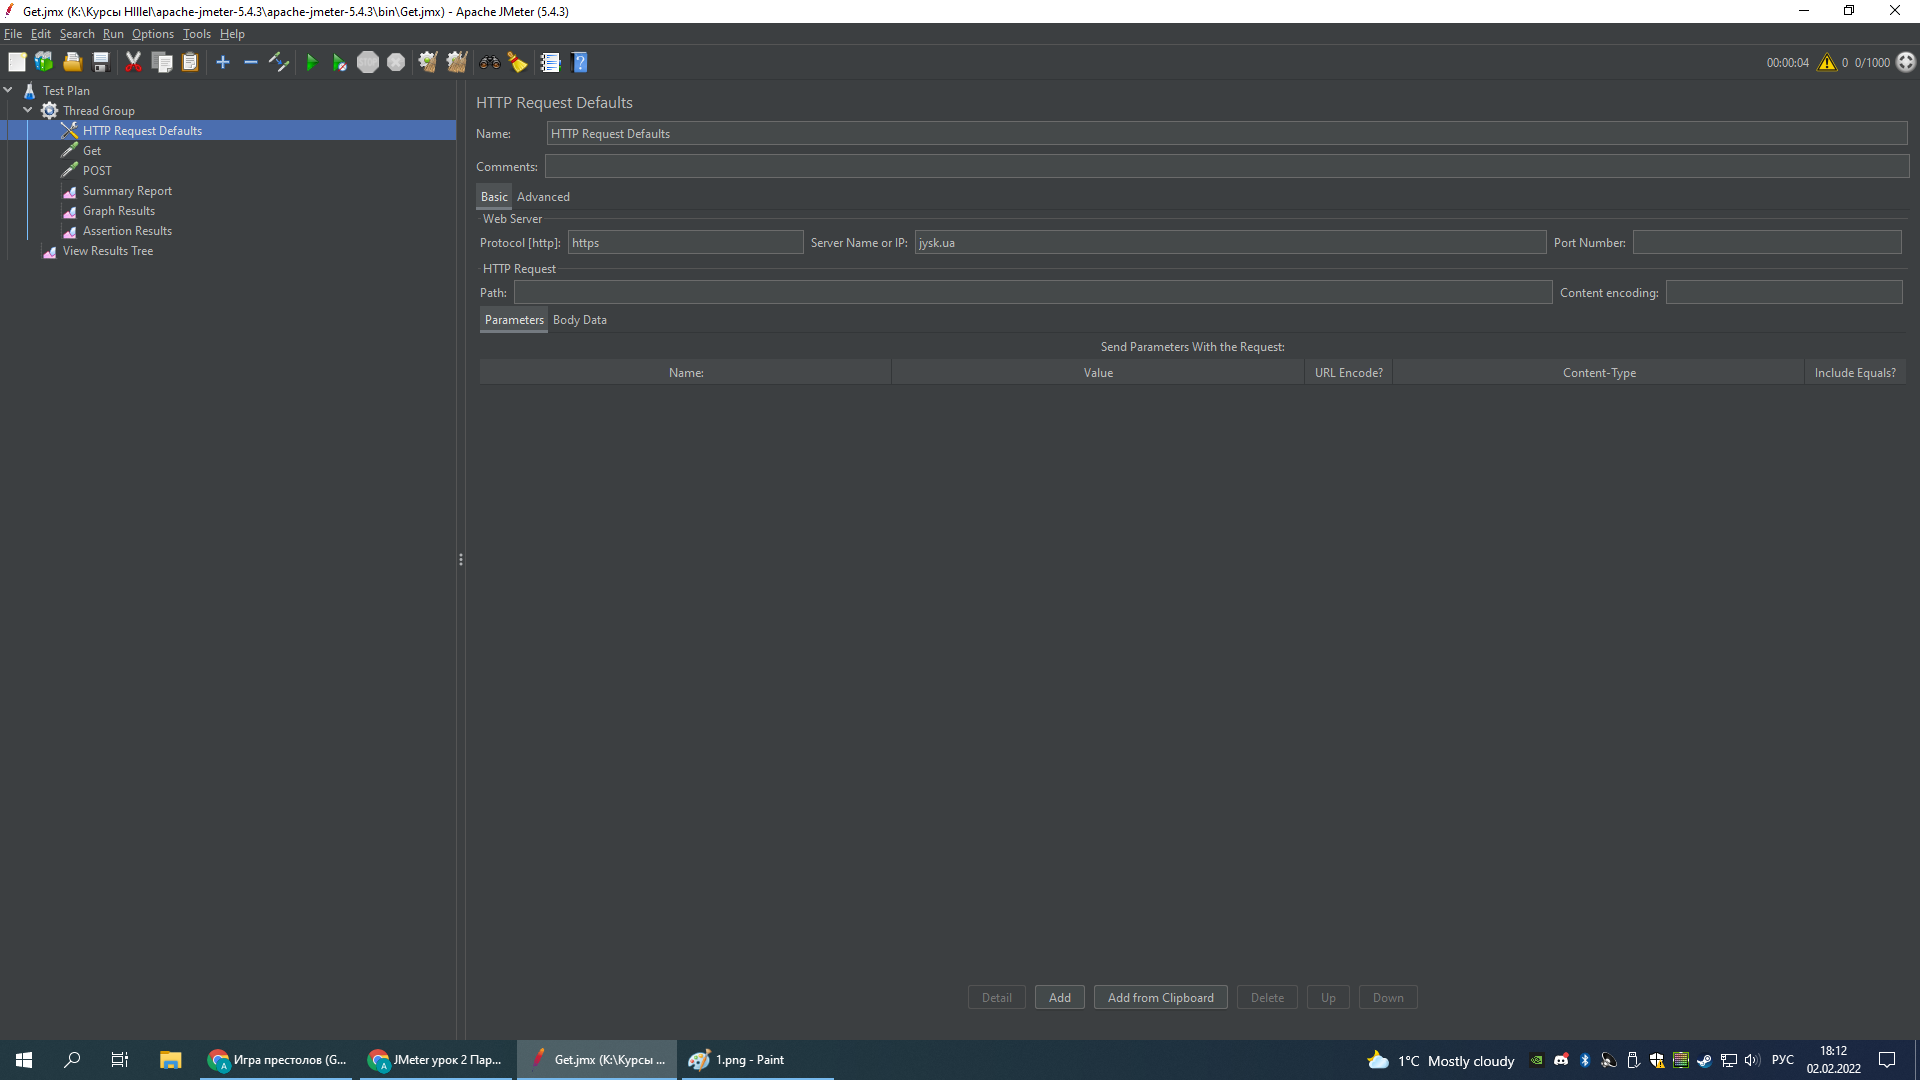 Get.jmx (K:\Курсы HIllel\apache-jmeter-5.4.3\apache-jmeter-5.4.3\bin\Get.jmx) - Apache JMeter (5.4.3)
File Edit Search Run Options Tools Help
00:00:04 0 0/1000
Test Plan
Thread Group
HTTP Request Defaults
Get
POST
Summary Report
Graph Results
Assertion Results
View Results Tree
HTTP Request Defaults
Name: HTTP Request Defaults
Comments:
Basic Advanced
Web Server
Protocol [http]: https Server Name or IP: jysk.ua Port Number:
HTTP Request
Path: Content encoding:
Parameters Body Data
Send Parameters With the Request:
Name: Value URL Encode? Content-Type Include Equals?
Detail Add Add from Clipboard Delete Up Down
Игра престолов (G... JMeter урок 2 Пар... Get.jmx (K:\Курсы ... 1.png - Paint
1°C Mostly cloudy РУС 18:12
02.02.2022